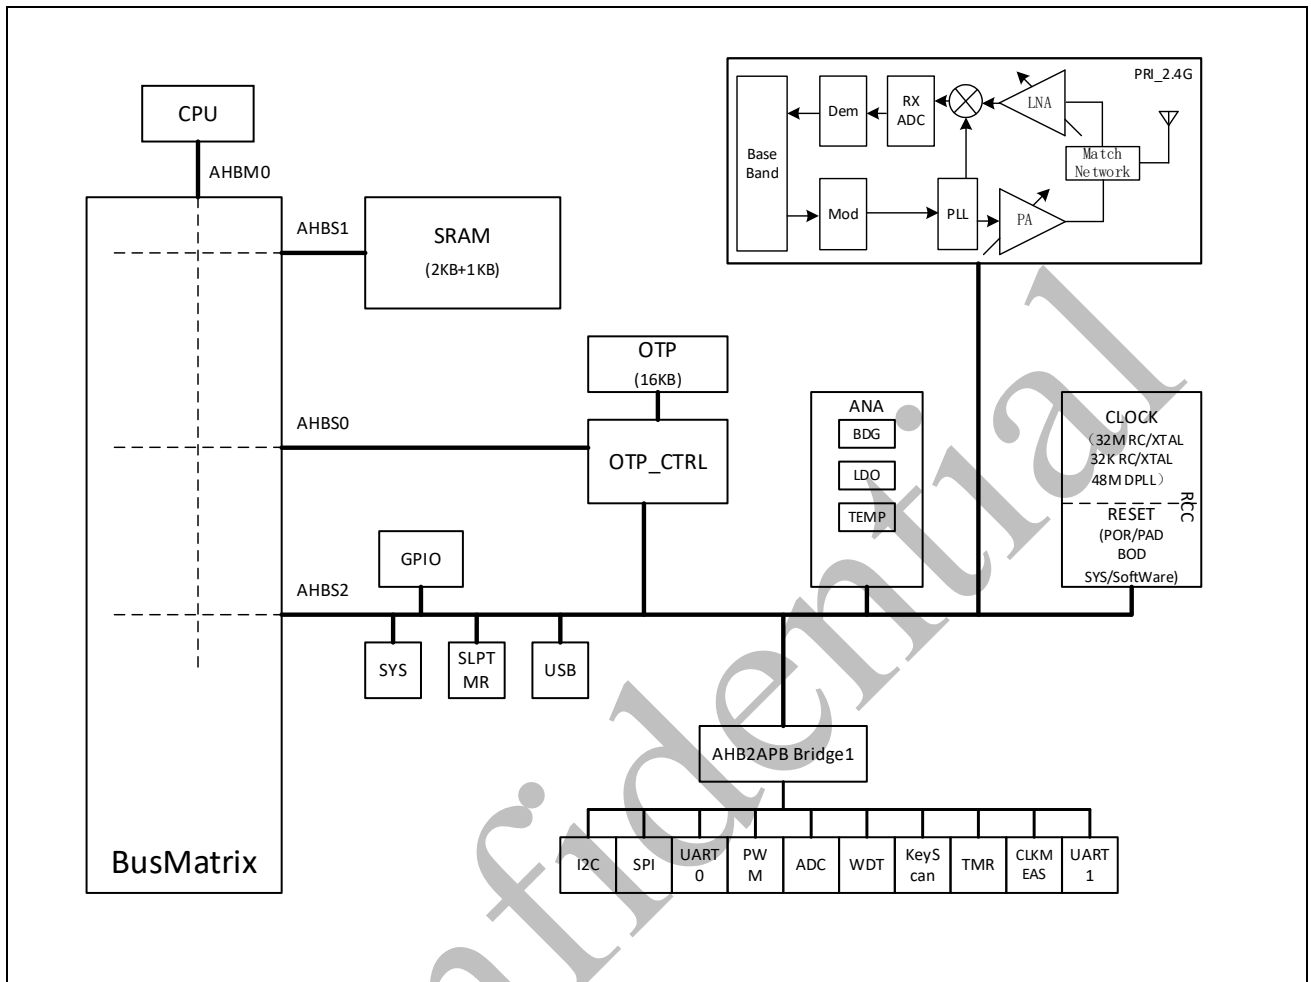 CPU
AHBM0
BusMatrix
AHBS1
SRAM
(2KB+1KB)
AHBS0
OTP
(16KB)
OTP_CTRL
AHBS2
GPIO
SYS
SLPT
MR
USB
PRI_2.4G
Base
Band
Dem
RX
ADC
LNA
Match
Network
Mod
PLL
PA
ANA
BDG
LDO
TEMP
CLOCK
（32M RC/XTAL
32K RC/XTAL
48M DPLL）
RCC
RESET
(POR/PAD
BOD
SYS/SoftWare)
AHB2APB Bridge1
I2C
SPI
UART
0
PW
M
ADC
WDT
KeyS
can
TMR
CLKM
EAS
UART
1
nfidential